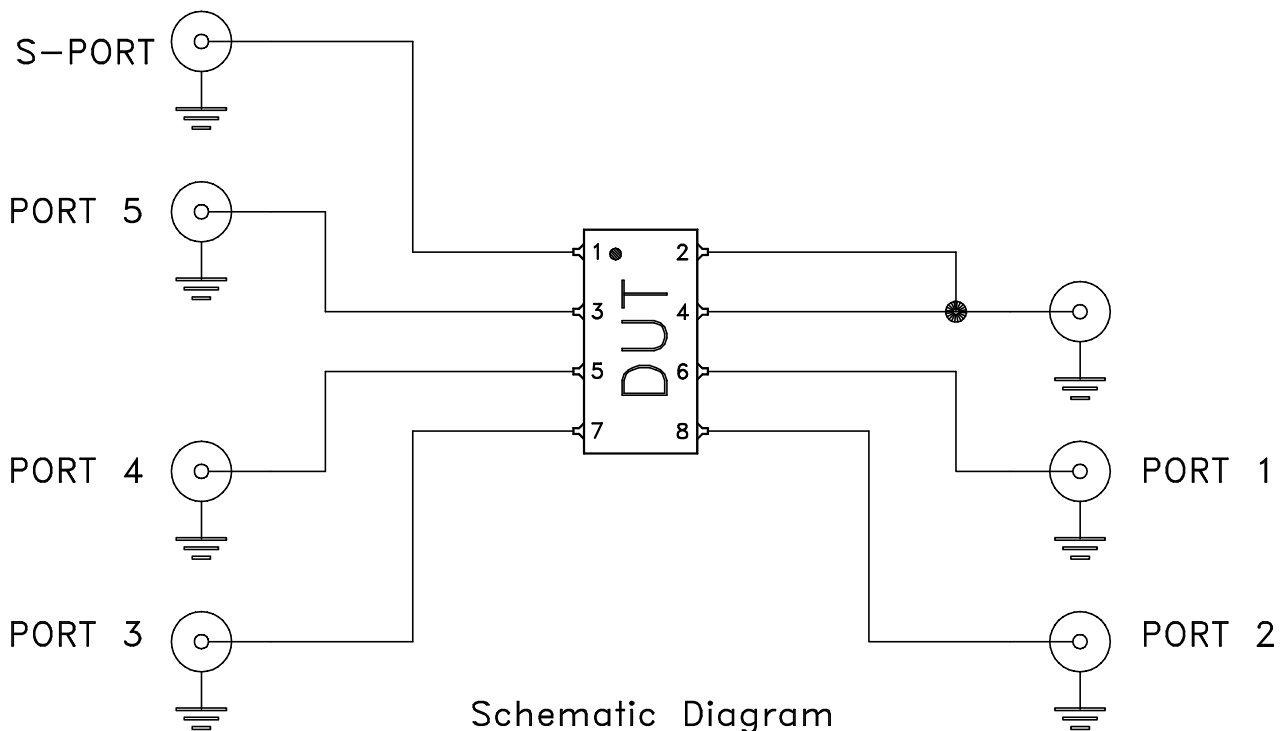 S-PORT
PORT 5
1 2
3 4
5 6
7 8
DUT
PORT 4
PORT 1
PORT 3
PORT 2
Schematic Diagram